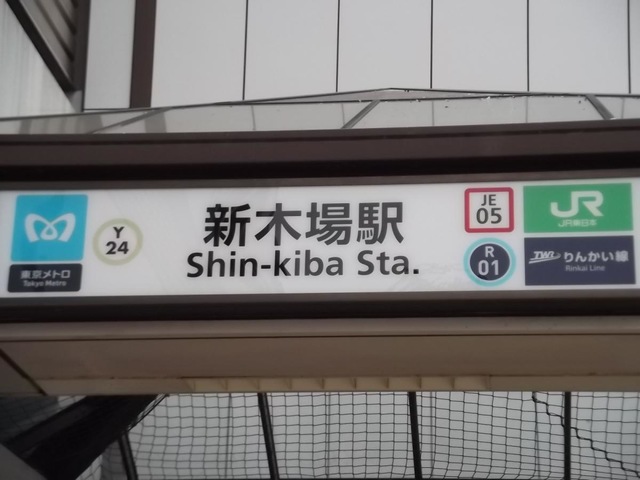 東京メトロ
Tokyo Metro
Y
24
新木場駅
Shin-kiba Sta.
JE
05
JR
JR東日本
R
01
TWR りんかい線
Rinkai Line